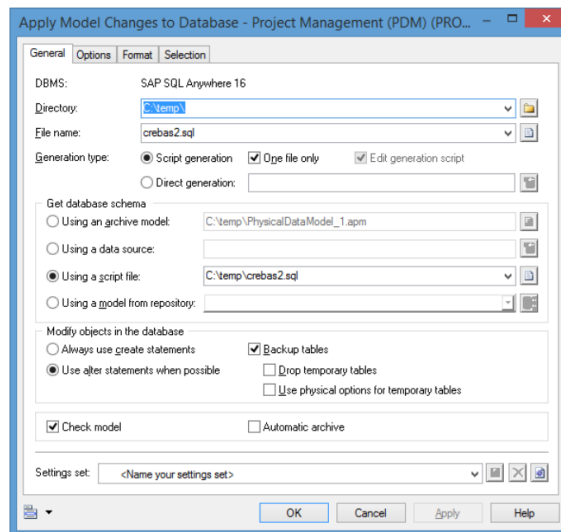 Apply Model Changes to Database - Project Management (PDM) (PRO...
General Options Format Selection
DBMS: SAP SQL Anywhere 16
Directory: C:\temp\
File name: crebas2.sql
Generation type: Script generation One file only Edit generation script
Direct generation:
Get database schema
Using an archive model: C:\temp\PhysicalDataModel_1.apm
Using a data source:
Using a script file: C:\temp\crebas2.sql
Using a model from repository:
Modify objects in the database
Always use create statements Backup tables
Use alter statements when possible Drop temporary tables
Use physical options for temporary tables
Check model Automatic archive
Settings set: <Name your settings set>
OK Cancel Apply Help